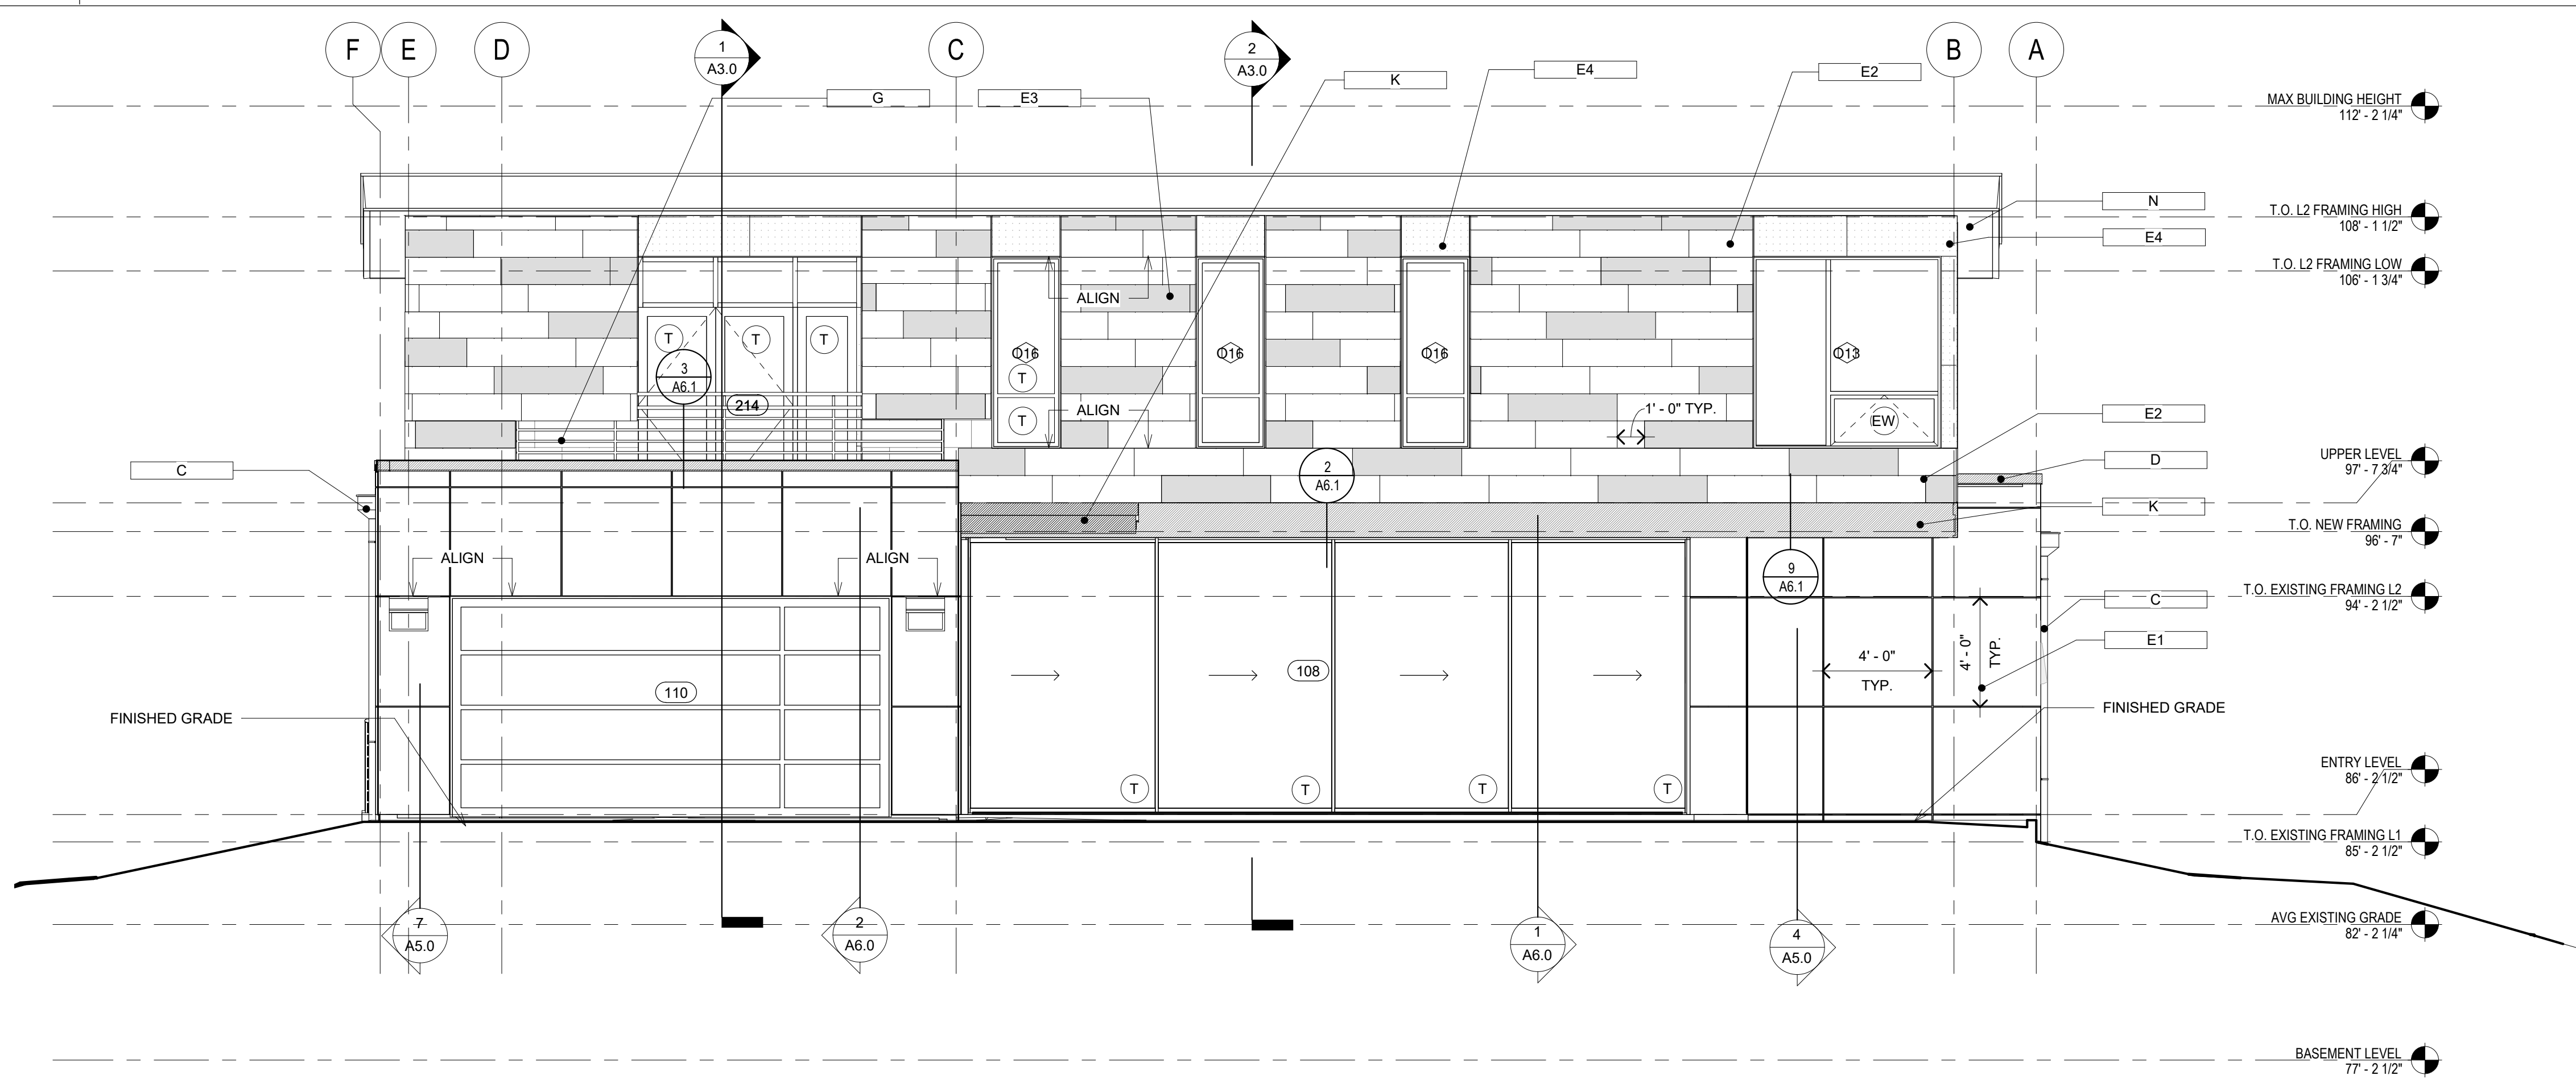 F E D 1 C 2 B A
A3.0 A3.0
G E3 K E4 E2
MAX BUILDING HEIGHT
112' - 2 1/4"
N
T.O. L2 FRAMING HIGH
108' - 1 1/2"
E4
T.O. L2 FRAMING LOW
106' - 1 3/4"
ALIGN
T T T
O16 O16 O16 O13
3
A6.1
T
214
ALIGN
1' - 0" TYP.
E2
T
EW
UPPER LEVEL
97' - 7 3/4"
D
C
2
A6.1
K
T.O. NEW FRAMING
96' - 7"
ALIGN ALIGN
9
A6.1
T.O. EXISTING FRAMING L2
94' - 2 1/2"
C
E1
4' - 0"
TYP.
4' - 0"
TYP.
110
108
FINISHED GRADE
FINISHED GRADE
ENTRY LEVEL
86' - 2 1/2"
T T T T
T.O. EXISTING FRAMING L1
85' - 2 1/2"
AVG EXISTING GRADE
82' - 2 1/4"
7
A5.0
2
A6.0
1
A6.0
4
A5.0
BASEMENT LEVEL
77' - 2 1/2"